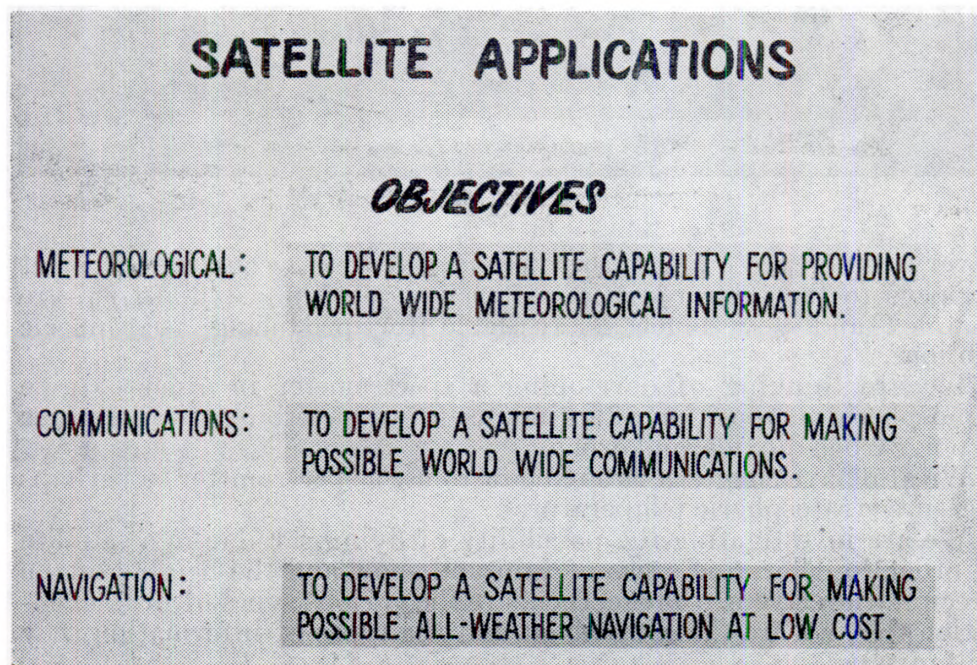 SATELLITE APPLICATIONS
OBJECTIVES
METEOROLOGICAL: TO DEVELOP A SATELLITE CAPABILITY FOR PROVIDING
WORLD WIDE METEOROLOGICAL INFORMATION.
COMMUNICATIONS: TO DEVELOP A SATELLITE CAPABILITY FOR MAKING
POSSIBLE WORLD WIDE COMMUNICATIONS.
NAVIGATION: TO DEVELOP A SATELLITE CAPABILITY FOR MAKING
POSSIBLE ALL-WEATHER NAVIGATION AT LOW COST.